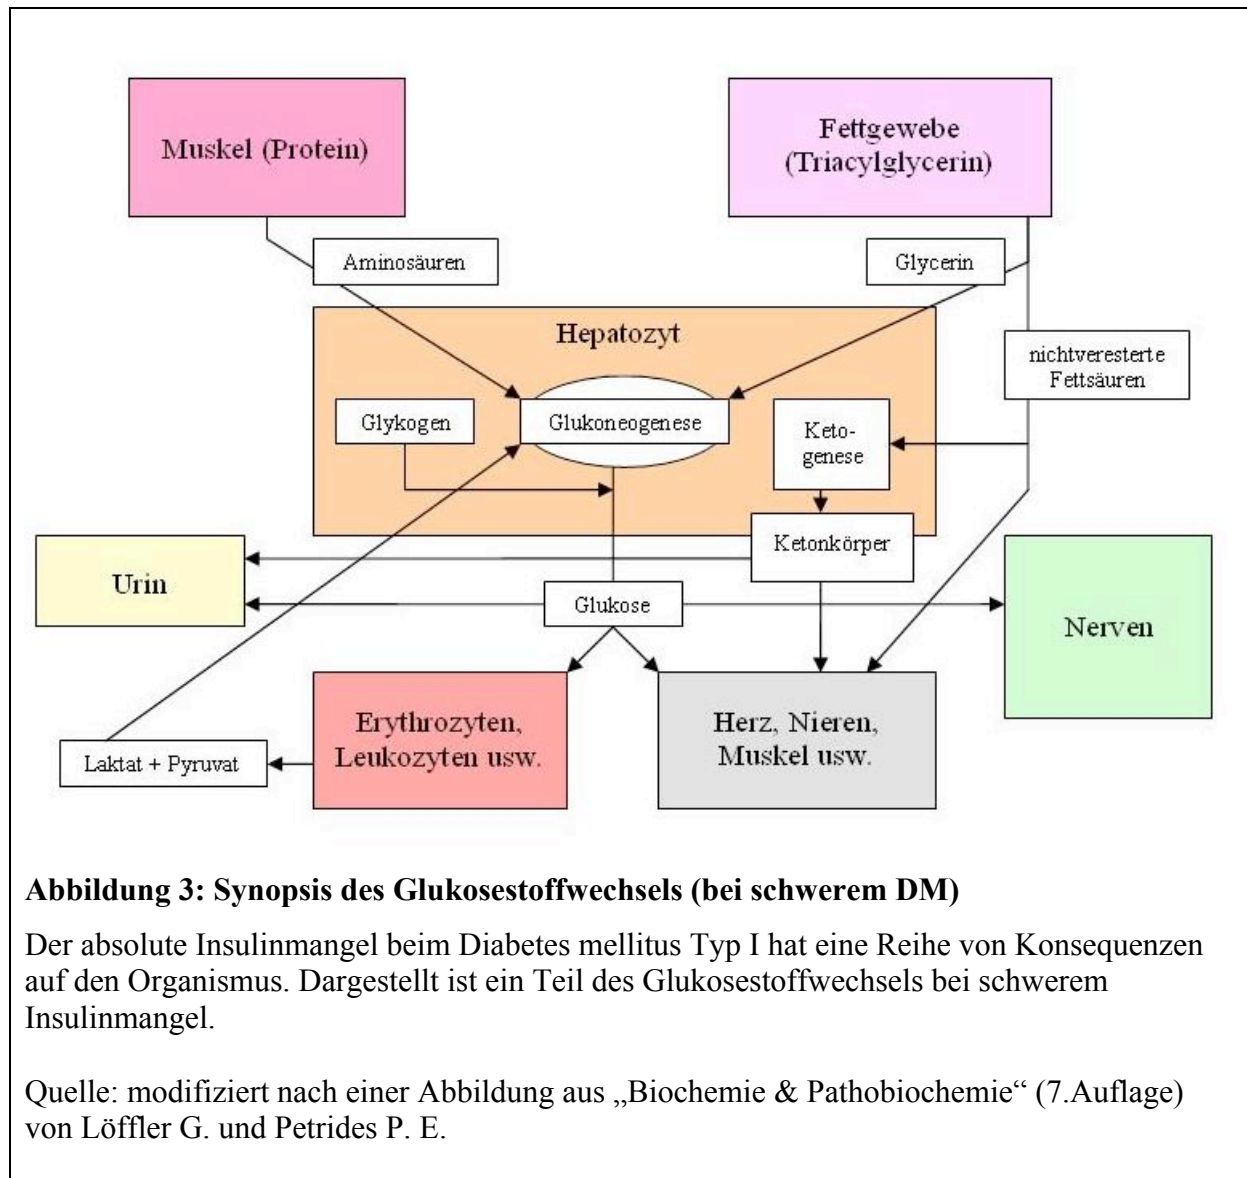 Muskel (Protein)
Fettgewebe
(Triacylglycerin)
Aminosäuren
Glycerin
Hepatozyt
nichtveresterte
Fettsäuren
Glykogen
Glukoneogenese
Keto-
genese
Ketonkörper
Urin
Glukose
Nerven
Erythrozyten,
Leukozyten usw.
Herz, Nieren,
Muskel usw.
Laktat + Pyruvat
Abbildung 3: Synopsis des Glukosestoffwechsels (bei schwerem DM)
Der absolute Insulinmangel beim Diabetes mellitus Typ I hat eine Reihe von Konsequenzen
auf den Organismus. Dargestellt ist ein Teil des Glukosestoffwechsels bei schwerem
Insulinmangel.
Quelle: modifiziert nach einer Abbildung aus „Biochemie & Pathobiochemie“ (7.Auflage)
von Löffler G. und Petrides P. E.